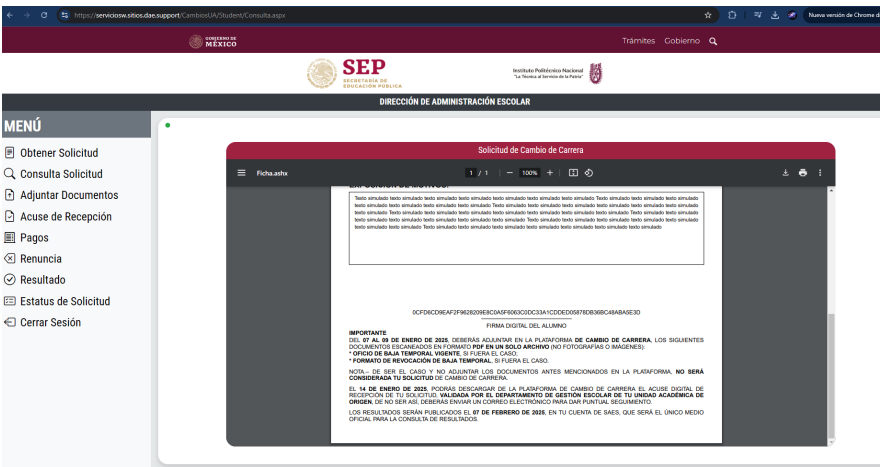 https://serviciosw.sitios.dae.support/CambiosUA/Student/Consulta.aspx
Nueva versión de Chrome di
GOBIERNO DE
MÉXICO
Trámites Gobierno
SEP
SECRETARÍA DE
EDUCACIÓN PÚBLICA
Instituto Politécnico Nacional
"La Técnica al Servicio de la Patria"
DIRECCIÓN DE ADMINISTRACIÓN ESCOLAR
MENÚ
Obtener Solicitud
Consulta Solicitud
Adjuntar Documentos
Acuse de Recepción
Pagos
Renuncia
Resultado
Estatus de Solicitud
Cerrar Sesión
Solicitud de Cambio de Carrera
Ficha.ashx
1 / 1 | − 100% +
EXPOSICIÓN DE MOTIVOS:
Texto simulado texto simulado texto simulado texto simulado texto simulado texto simulado texto simulado Texto simulado texto simulado texto simulado texto simulado
texto simulado texto simulado texto simulado texto simulado Texto simulado texto simulado texto simulado texto simulado texto simulado texto simulado texto simulado
texto simulado Texto simulado texto simulado texto simulado texto simulado texto simulado texto simulado texto simulado Texto simulado texto simulado texto simulado
texto simulado texto simulado texto simulado texto simulado texto simulado Texto simulado texto simulado texto simulado texto simulado texto simulado texto simulado
texto simulado texto simulado Texto simulado texto simulado texto simulado texto simulado texto simulado texto simulado texto simulado
0CFD6CD9EAF2F9628209E8C0A5F6063C0DC33A1CDDED05878DB36BC48ABA5E3D
FIRMA DIGITAL DEL ALUMNO
IMPORTANTE
DEL 07 AL 09 DE ENERO DE 2025, DEBERÁS ADJUNTAR EN LA PLATAFORMA DE CAMBIO DE CARRERA, LOS SIGUIENTES
DOCUMENTOS ESCANEADOS EN FORMATO PDF EN UN SOLO ARCHIVO (NO FOTOGRAFÍAS O IMÁGENES):
* OFICIO DE BAJA TEMPORAL VIGENTE, SI FUERA EL CASO;
* FORMATO DE REVOCACIÓN DE BAJA TEMPORAL, SI FUERA EL CASO.
NOTA.- DE SER EL CASO Y NO ADJUNTAR LOS DOCUMENTOS ANTES MENCIONADOS EN LA PLATAFORMA, NO SERÁ
CONSIDERADA TU SOLICITUD DE CAMBIO DE CARRERA.
EL 14 DE ENERO DE 2025, PODRÁS DESCARGAR DE LA PLATAFORMA DE CAMBIO DE CARRERA EL ACUSE DIGITAL DE
RECEPCIÓN DE TU SOLICITUD, VALIDADA POR EL DEPARTAMENTO DE GESTIÓN ESCOLAR DE TU UNIDAD ACADÉMICA DE
ORIGEN, DE NO SER ASÍ, DEBERÁS ENVIAR UN CORREO ELECTRÓNICO PARA DAR PUNTUAL SEGUIMIENTO.
LOS RESULTADOS SERÁN PUBLICADOS EL 07 DE FEBRERO DE 2025, EN TU CUENTA DE SAES, QUE SERÁ EL ÚNICO MEDIO
OFICIAL PARA LA CONSULTA DE RESULTADOS.